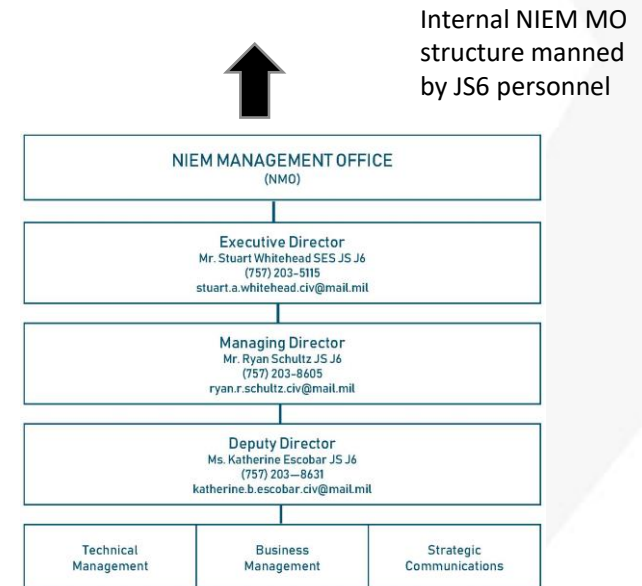 Internal NIEM MO
structure manned
by JS6 personnel
NIEM MANAGEMENT OFFICE
(NMO)
Executive Director
Mr. Stuart Whitehead SES JS J6
(757) 203-5115
stuart.a.whitehead.civ@mail.mil
Managing Director
Mr. Ryan Schultz JS J6
(757) 203-8605
ryan.r.schultz.civ@mail.mil
Deputy Director
Ms. Katherine Escobar JS J6
(757) 203—8631
katherine.b.escobar.civ@mail.mil
Technical
Management
Business
Management
Strategic
Communications